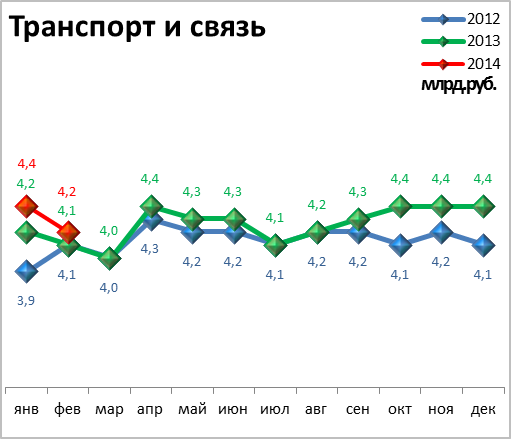 Транспорт и связь
2012
2013
2014
млрд.руб.
4,4 4,2
4,2 4,1 4,0 4,4 4,3 4,3 4,1 4,2 4,3 4,4 4,4 4,4
3,9 4,1 4,0 4,3 4,2 4,2 4,1 4,2 4,2 4,1 4,2 4,1
янв фев мар апр май июн июл авг сен окт ноя дек